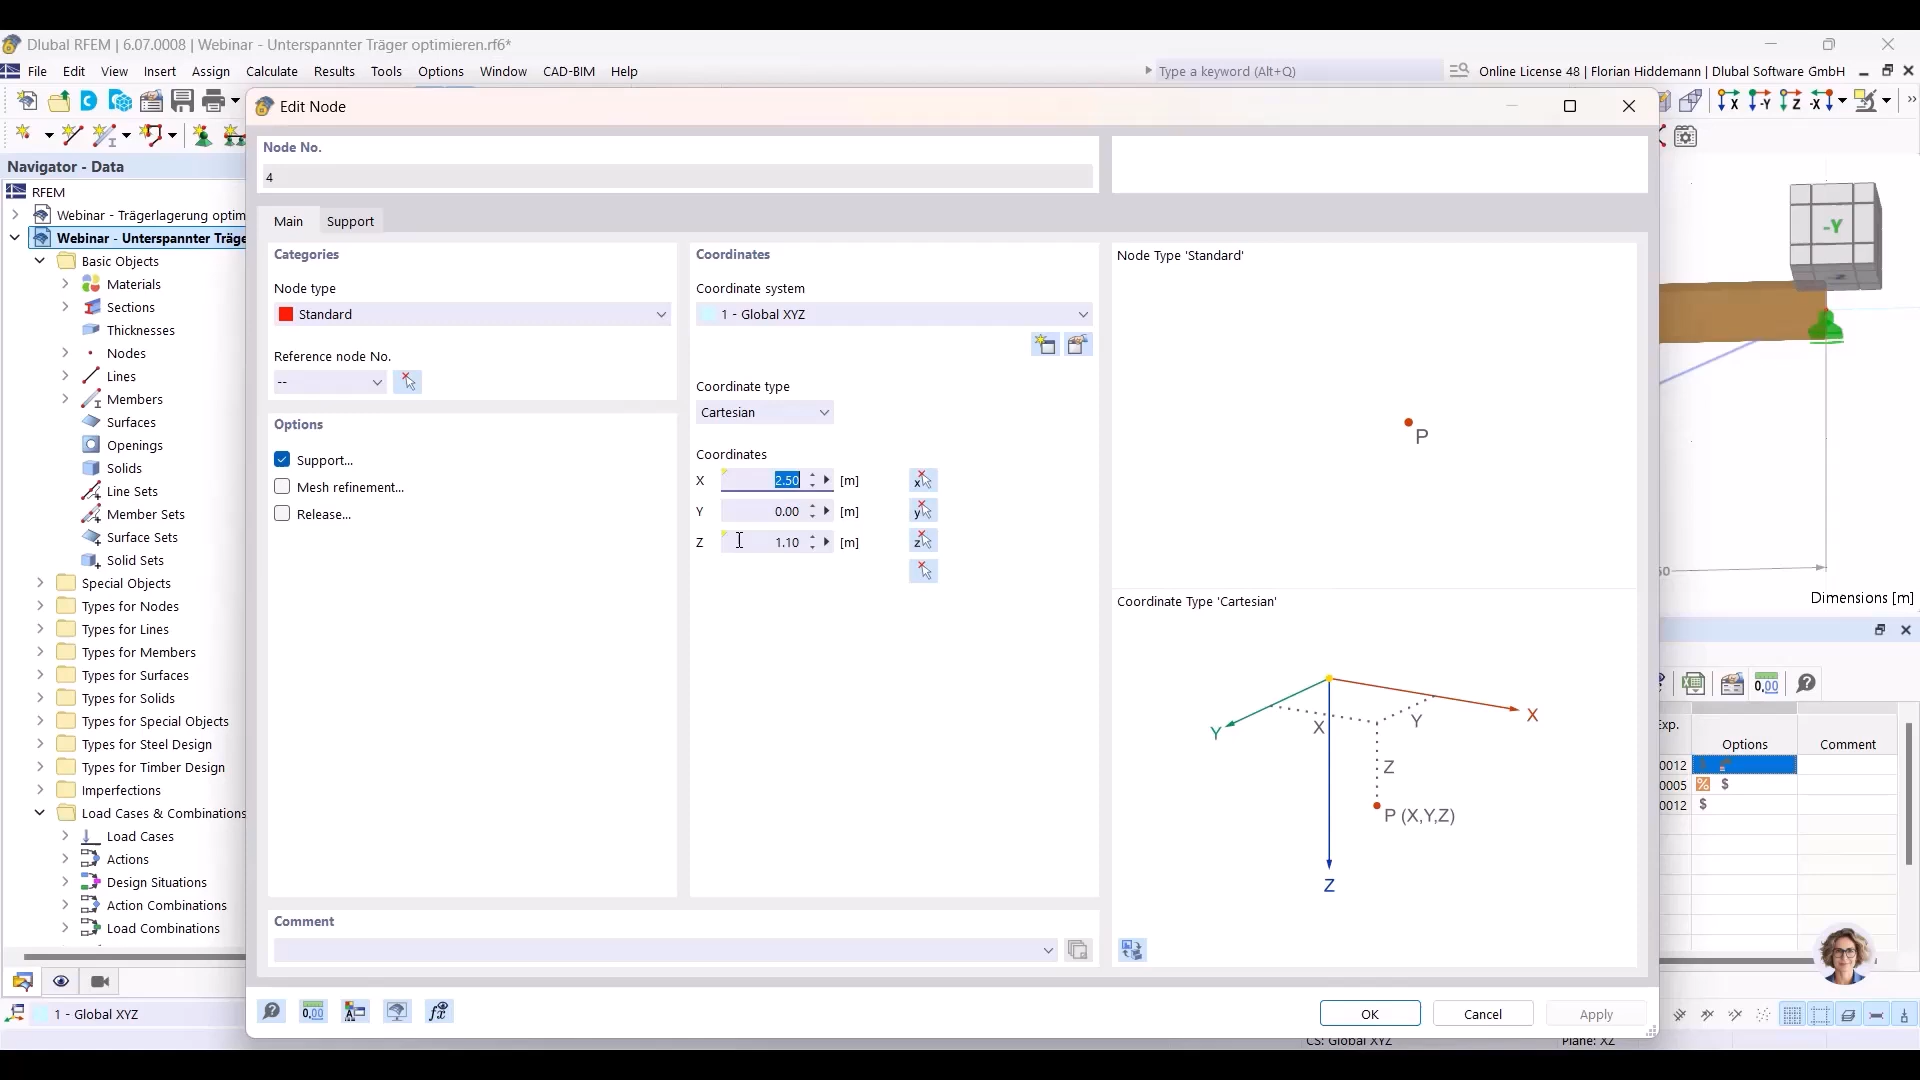 Dlubal RFEM | 6.07.0008 | Webinar - Unterspannter Träger optimieren.rf6*
File Edit View Insert Assign Calculate Results Tools Options Window CAD-BIM Help
Type a keyword (Alt+Q)
Online License 48 | Florian Hiddemann | Dlubal Software GmbH
Edit Node
Navigator - Data
RFEM
Webinar - Trägerlagerung optim
Webinar - Unterspannter Träge
Basic Objects
Materials
Sections
Thicknesses
Nodes
Lines
Members
Surfaces
Openings
Solids
Line Sets
Member Sets
Surface Sets
Solid Sets
Special Objects
Types for Nodes
Types for Lines
Types for Members
Types for Surfaces
Types for Solids
Types for Special Objects
Types for Steel Design
Types for Timber Design
Imperfections
Load Cases & Combinations
Load Cases
Actions
Design Situations
Action Combinations
Load Combinations
1 - Global XYZ
Node No.
4
Main Support
Categories
Node type
Standard
Reference node No.
--
Options
Support...
Mesh refinement...
Release...
Coordinates
Coordinate system
1 - Global XYZ
Coordinate type
Cartesian
Coordinates
X 2.50 [m]
Y 0.00 [m]
Z 1.10 [m]
Comment
Node Type 'Standard'
P
Coordinate Type 'Cartesian'
X
Y
X
Y
Z
P (X,Y,Z)
Z
OK Cancel Apply
-Y
Dimensions [m]
Options Comment
0012
0005
0012
CS: Global XYZ Plane: XZ